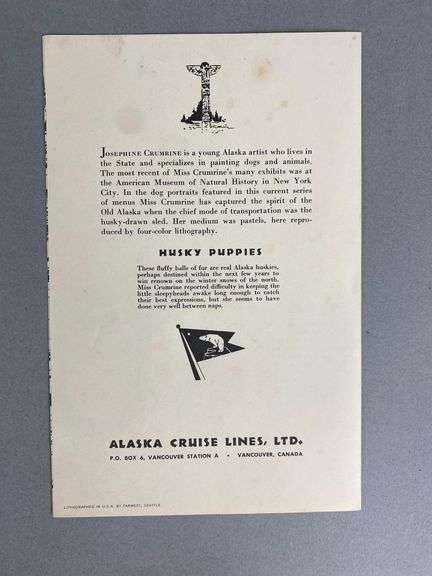 Josephine Crumrine is a young Alaska artist who lives in
the State and specializes in painting dogs and animals.
The most recent of Miss Crumrine's many exhibits was at
the American Museum of Natural History in New York
City. In the dog portraits featured in this current series
of menus Miss Crumrine has captured the spirit of the
Old Alaska when the chief mode of transportation was the
husky-drawn sled. Her medium was pastels, here repro-
duced by four-color lithography.
HUSKY PUPPIES
These fluffy balls of fur are real Alaska huskies,
perhaps destined within the next few years to
win renown on the winter snows of the north.
Miss Crumrine reported difficulty in keeping the
little sleepyheads awake long enough to catch
their best expressions, but she seems to have
done very well between naps.
ALASKA CRUISE LINES, LTD.
P.O. BOX 6, VANCOUVER STATION A • VANCOUVER, CANADA
LITHOGRAPHED IN U.S.A. BY FARWEST, SEATTLE